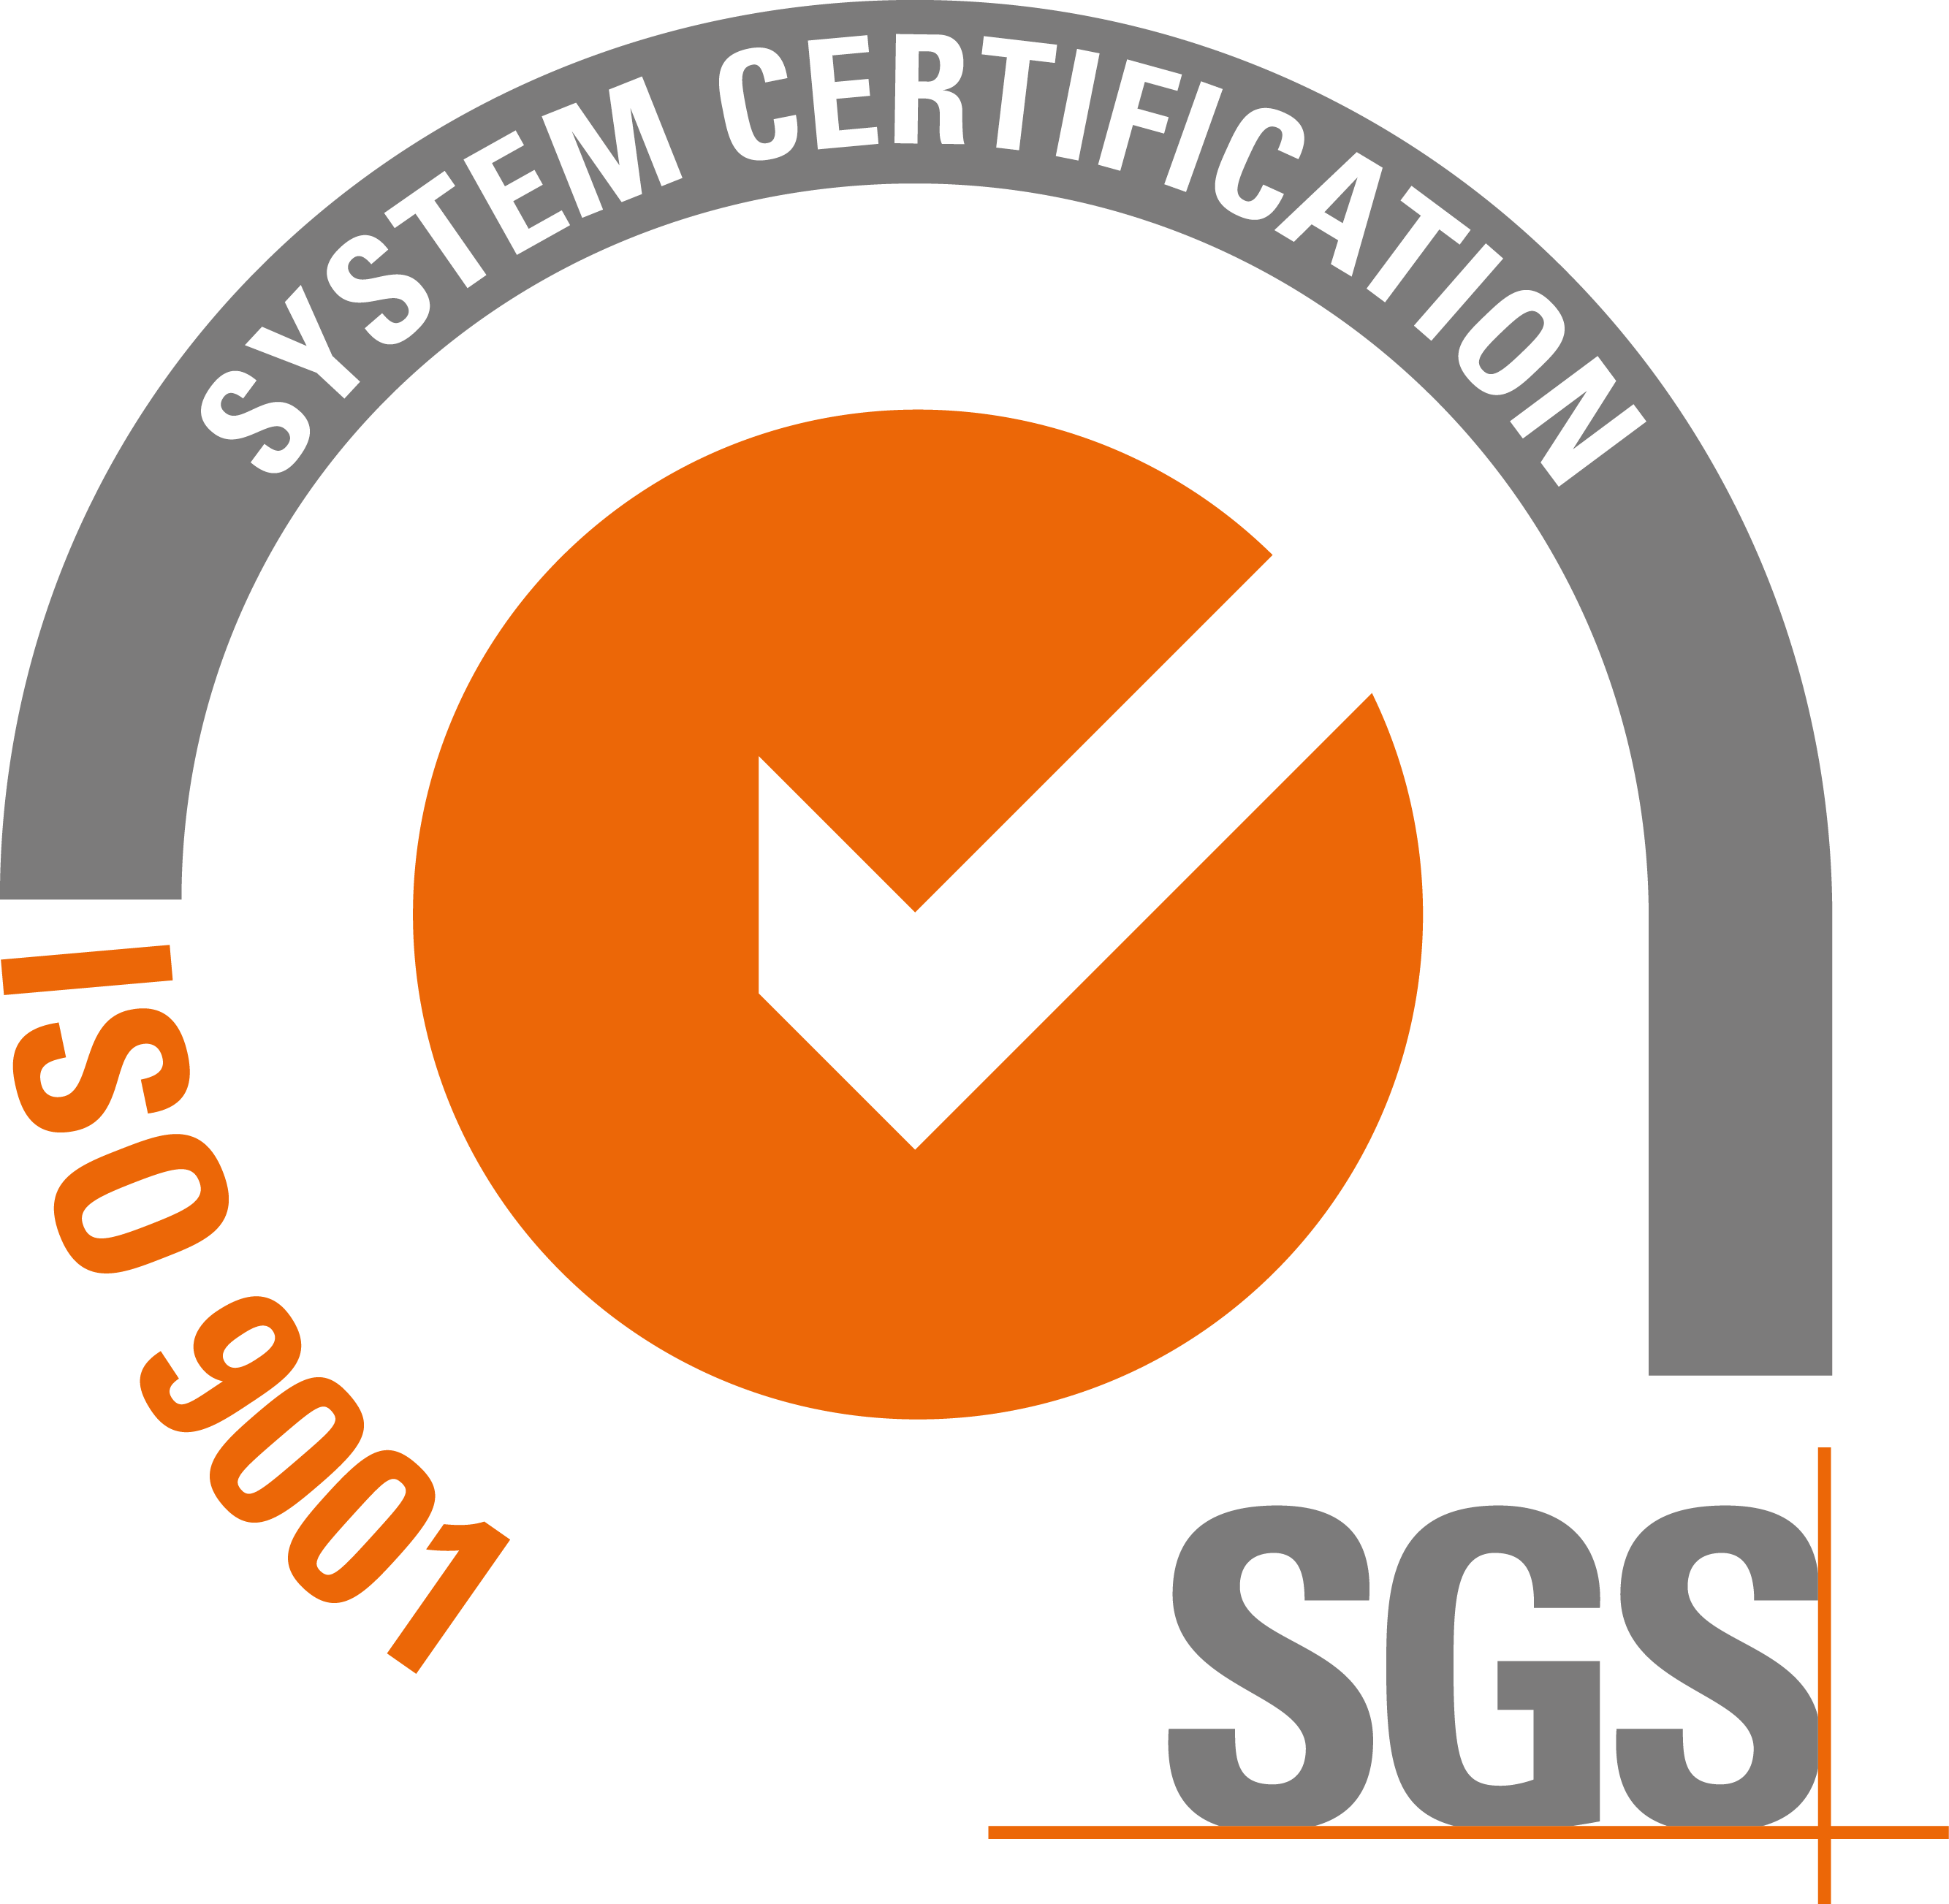 SYSTEM CERTIFICATION
ISO 9001
SGS